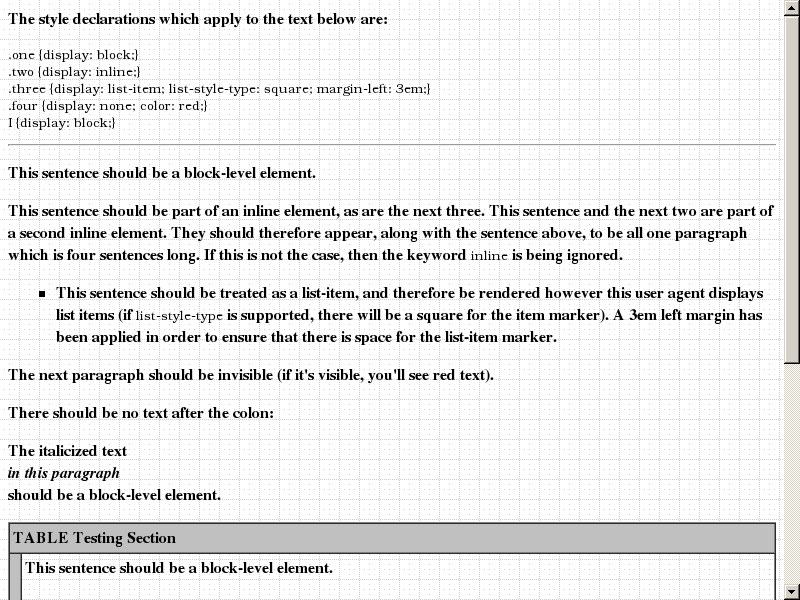 The style declarations which apply to the text below are:
.one {display: block;}
.two {display: inline;}
.three {display: list-item; list-style-type: square; margin-left: 3em;}
.four {display: none; color: red;}
I {display: block;}
This sentence should be a block-level element.
This sentence should be part of an inline element, as are the next three. This sentence and the next two are part of
a second inline element. They should therefore appear, along with the sentence above, to be all one paragraph
which is four sentences long. If this is not the case, then the keyword inline is being ignored.
This sentence should be treated as a list-item, and therefore be rendered however this user agent displays
list items (if list-style-type is supported, there will be a square for the item marker). A 3em left margin has
been applied in order to ensure that there is space for the list-item marker.
The next paragraph should be invisible (if it's visible, you'll see red text).
There should be no text after the colon:
The italicized text
in this paragraph
should be a block-level element.
TABLE Testing Section
This sentence should be a block-level element.